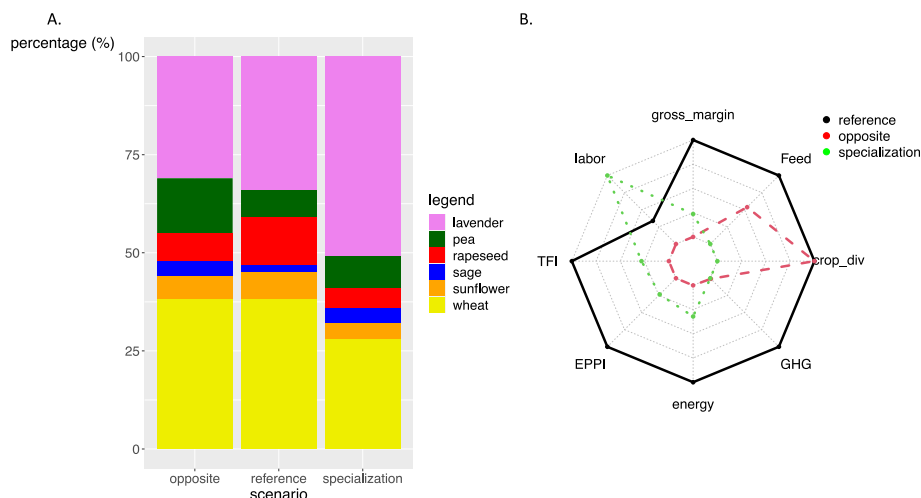 A.
B.
percentage (%)
100
75
50
25
0
opposite
reference
specialization
scenario
legend
lavender
pea
rapeseed
sage
sunflower
wheat
gross_margin
labor
Feed
TFI
crop_div
EPPI
GHG
energy
reference
opposite
specialization